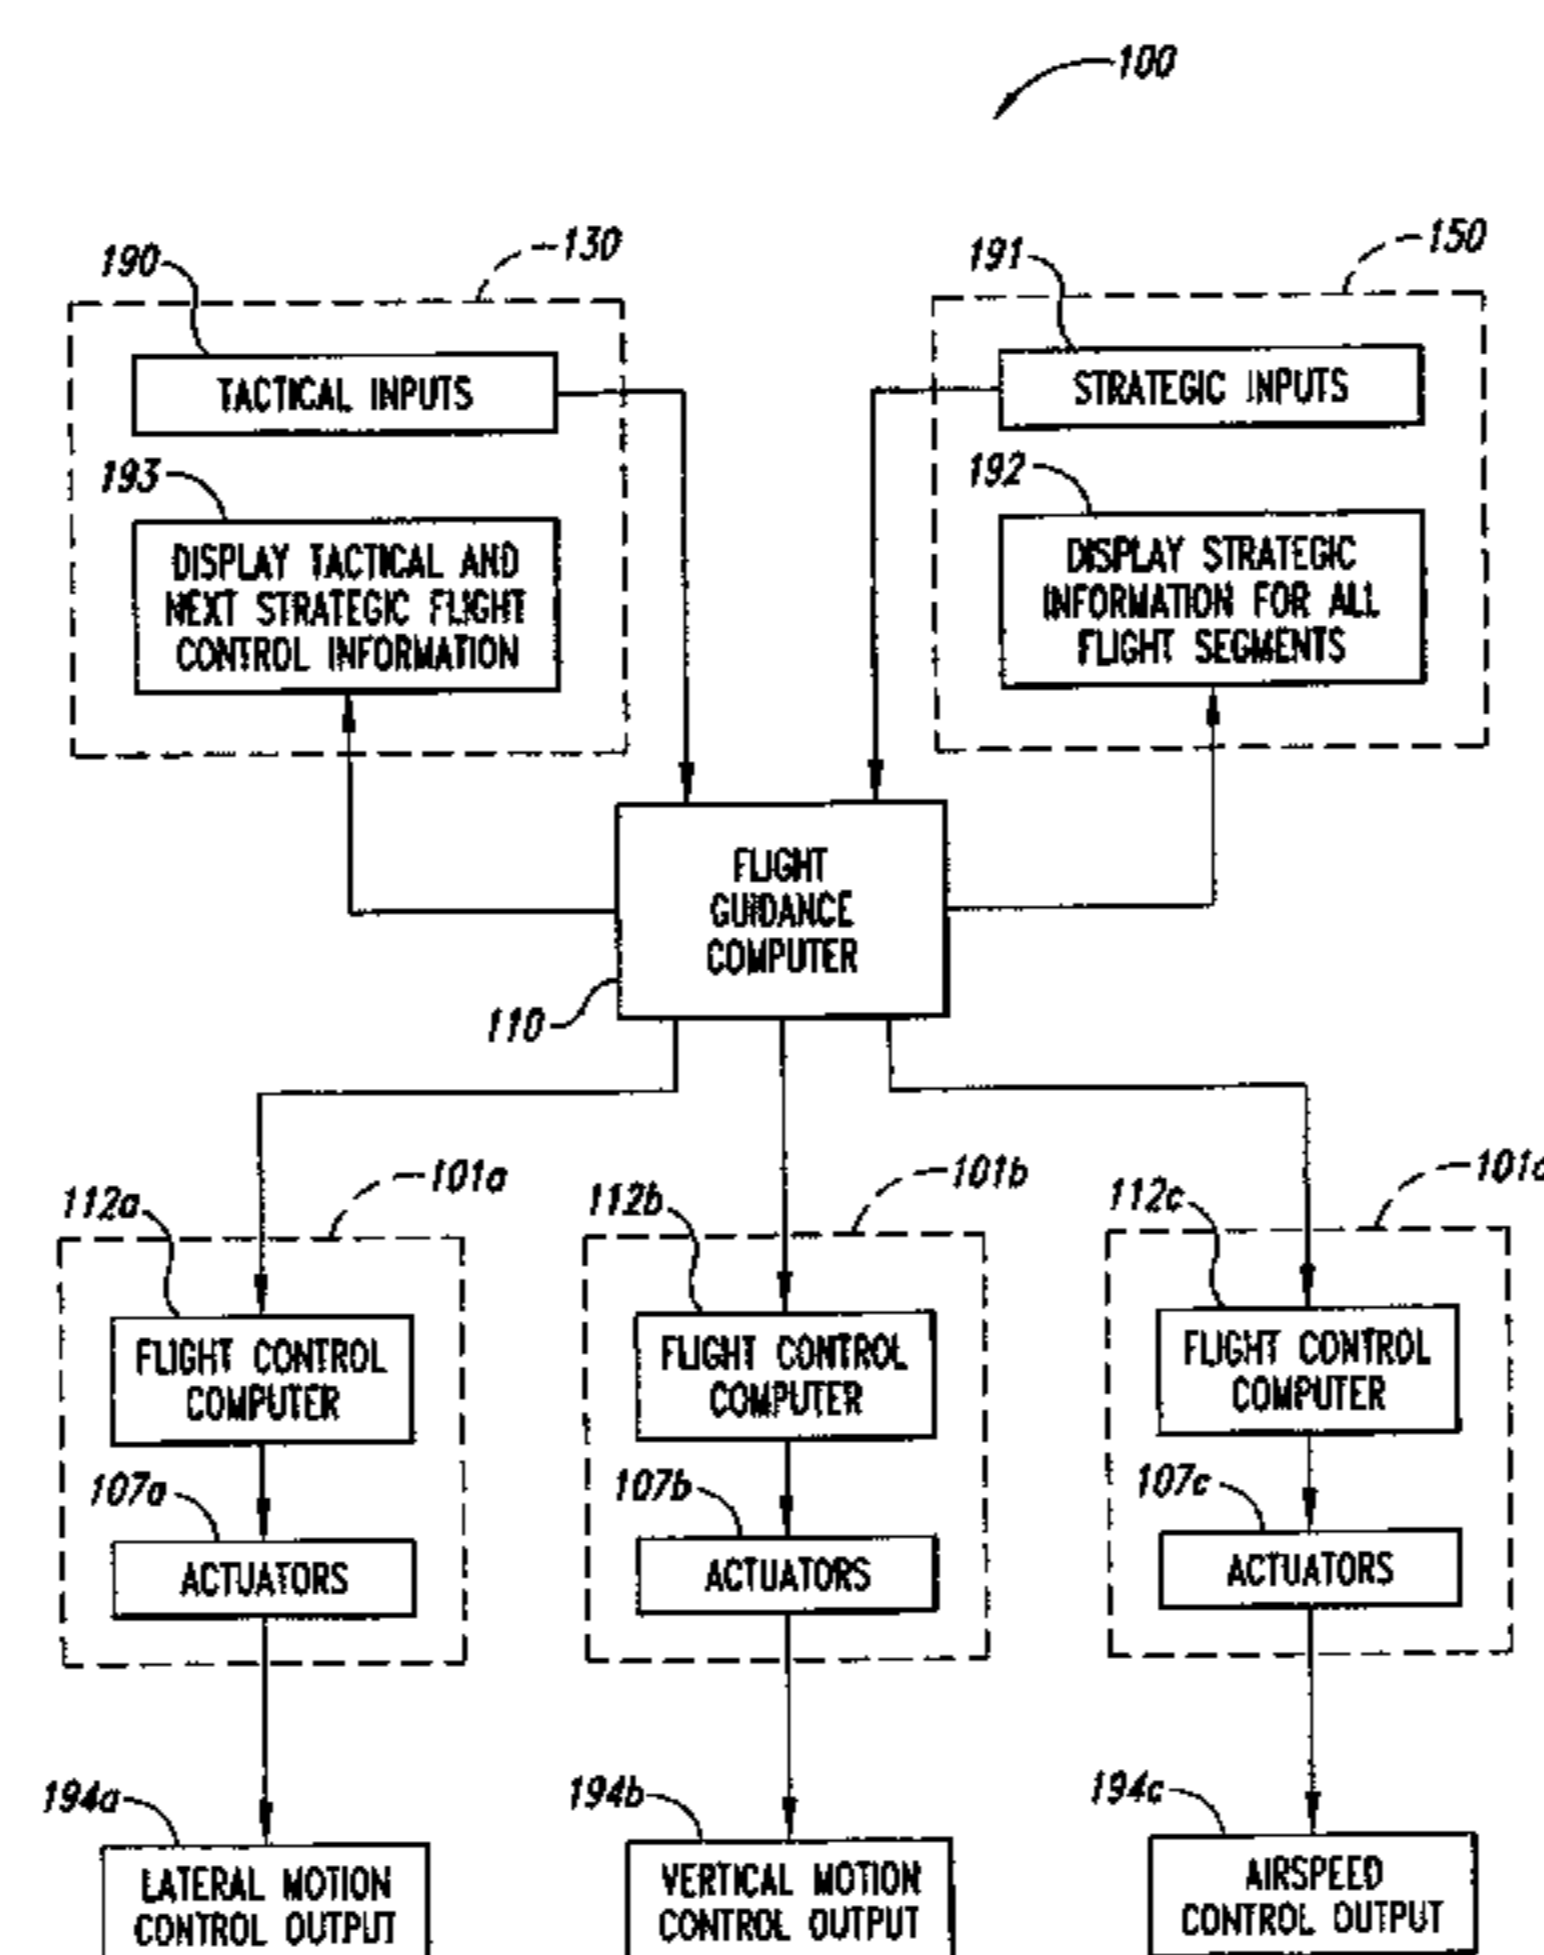 100
190
130
191
150
TACTICAL INPUTS
STRATEGIC INPUTS
193
192
DISPLAY TACTICAL AND
NEXT STRATEGIC FLIGHT
CONTROL INFORMATION
DISPLAY STRATEGIC
INFORMATION FOR ALL
FLIGHT SEGMENTS
FLIGHT
GUIDANCE
COMPUTER
110
112a
101a
112b
101b
112c
FLIGHT CONTROL
COMPUTER
FLIGHT CONTROL
COMPUTER
FLIGHT CONTROL
COMPUTER
107a
107b
107c
ACTUATORS
ACTUATORS
ACTUATORS
194a
194b
194c
LATERAL MOTION
CONTROL OUTPUT
VERTICAL MOTION
CONTROL OUTPUT
AIRSPEED
CONTROL OUTPUT